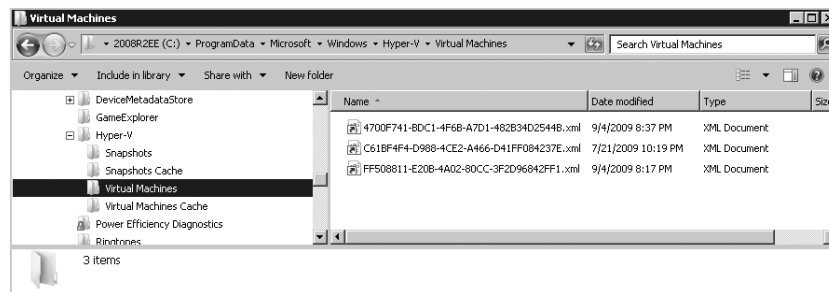 Virtual Machines
2008R2EE (C:) ProgramData Microsoft Windows Hyper-V Virtual Machines
Search Virtual Machines
Organize Include in library Share with New folder
DeviceMetadataStore
GameExplorer
Hyper-V
Snapshots
Snapshots Cache
Virtual Machines
Virtual Machines Cache
Power Efficiency Diagnostics
Ringtones
Name Date modified Type Size
4700F741-BDC1-4F6B-A7D1-482B34D2544B.xml 9/4/2009 8:37 PM XML Document
C61BF4F4-D988-4CE2-A466-D41FF084237E.xml 7/21/2009 10:19 PM XML Document
FF508811-E20B-4A02-80CC-3F2D96842FF1.xml 9/4/2009 8:17 PM XML Document
3 items